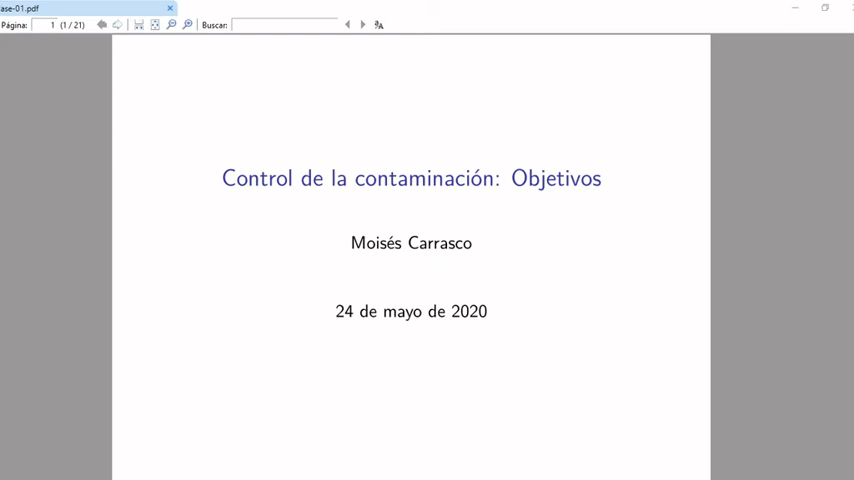 ase-01.pdf
Página: 1 (1 / 21) Buscar:
Control de la contaminación: Objetivos
Moisés Carrasco
24 de mayo de 2020